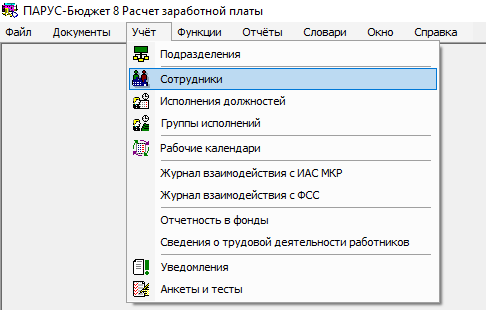 ПАРУС-Бюджет 8 Расчет заработной платы
Файл Документы Учёт Функции Отчёты Словари Окно Справка
Подразделения
Сотрудники
Исполнения должностей
Группы исполнений
Рабочие календари
Журнал взаимодействия с ИАС МКР
Журнал взаимодействия с ФСС
Отчетность в фонды
Сведения о трудовой деятельности работников
Уведомления
Анкеты и тесты